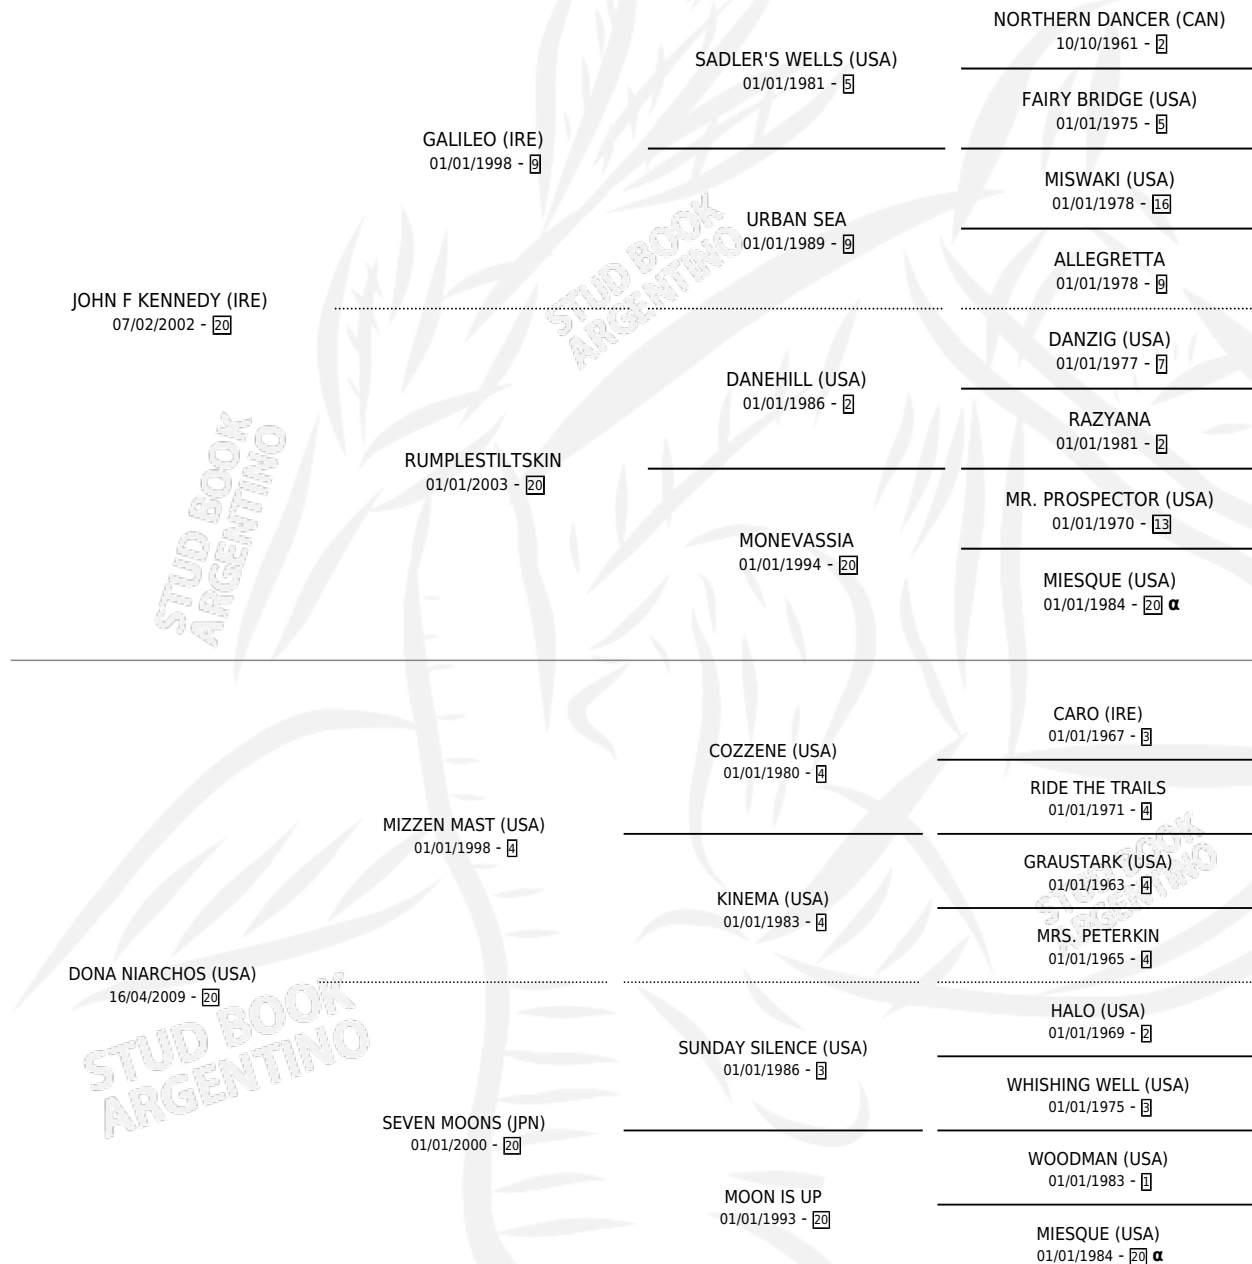 NORTHERN DANCER (CAN)
10/10/1961 - 2
SADLER'S WELLS (USA)
01/01/1981 - 5
FAIRY BRIDGE (USA)
01/01/1975 - 5
GALILEO (IRE)
01/01/1998 - 9
MISWAKI (USA)
01/01/1978 - 16
URBAN SEA
01/01/1989 - 9
ALLEGRETTA
01/01/1978 - 9
JOHN F KENNEDY (IRE)
07/02/2002 - 20
DANZIG (USA)
01/01/1977 - 7
DANEHILL (USA)
01/01/1986 - 2
RAZYANA
01/01/1981 - 2
RUMPLESTILTSKIN
01/01/2003 - 20
MR. PROSPECTOR (USA)
01/01/1970 - 13
MONEVASSIA
01/01/1994 - 20
MIESQUE (USA)
01/01/1984 - 20 α
CARO (IRE)
01/01/1967 - 3
COZZENE (USA)
01/01/1980 - 4
RIDE THE TRAILS
01/01/1971 - 4
MIZZEN MAST (USA)
01/01/1998 - 4
GRAUSTARK (USA)
01/01/1963 - 4
KINEMA (USA)
01/01/1983 - 4
MRS. PETERKIN
01/01/1965 - 4
DONA NIARCHOS (USA)
16/04/2009 - 20
HALO (USA)
01/01/1969 - 2
SUNDAY SILENCE (USA)
01/01/1986 - 3
WHISHING WELL (USA)
01/01/1975 - 3
SEVEN MOONS (JPN)
01/01/2000 - 20
WOODMAN (USA)
01/01/1983 - 1
MOON IS UP
01/01/1993 - 20
MIESQUE (USA)
01/01/1984 - 20 α
STUD BOOK
ARGENTINO
STUD BOOK
ARGENTINO
STUD BOOK
ARGENTINO
STUD BOOK
ARGENTINO